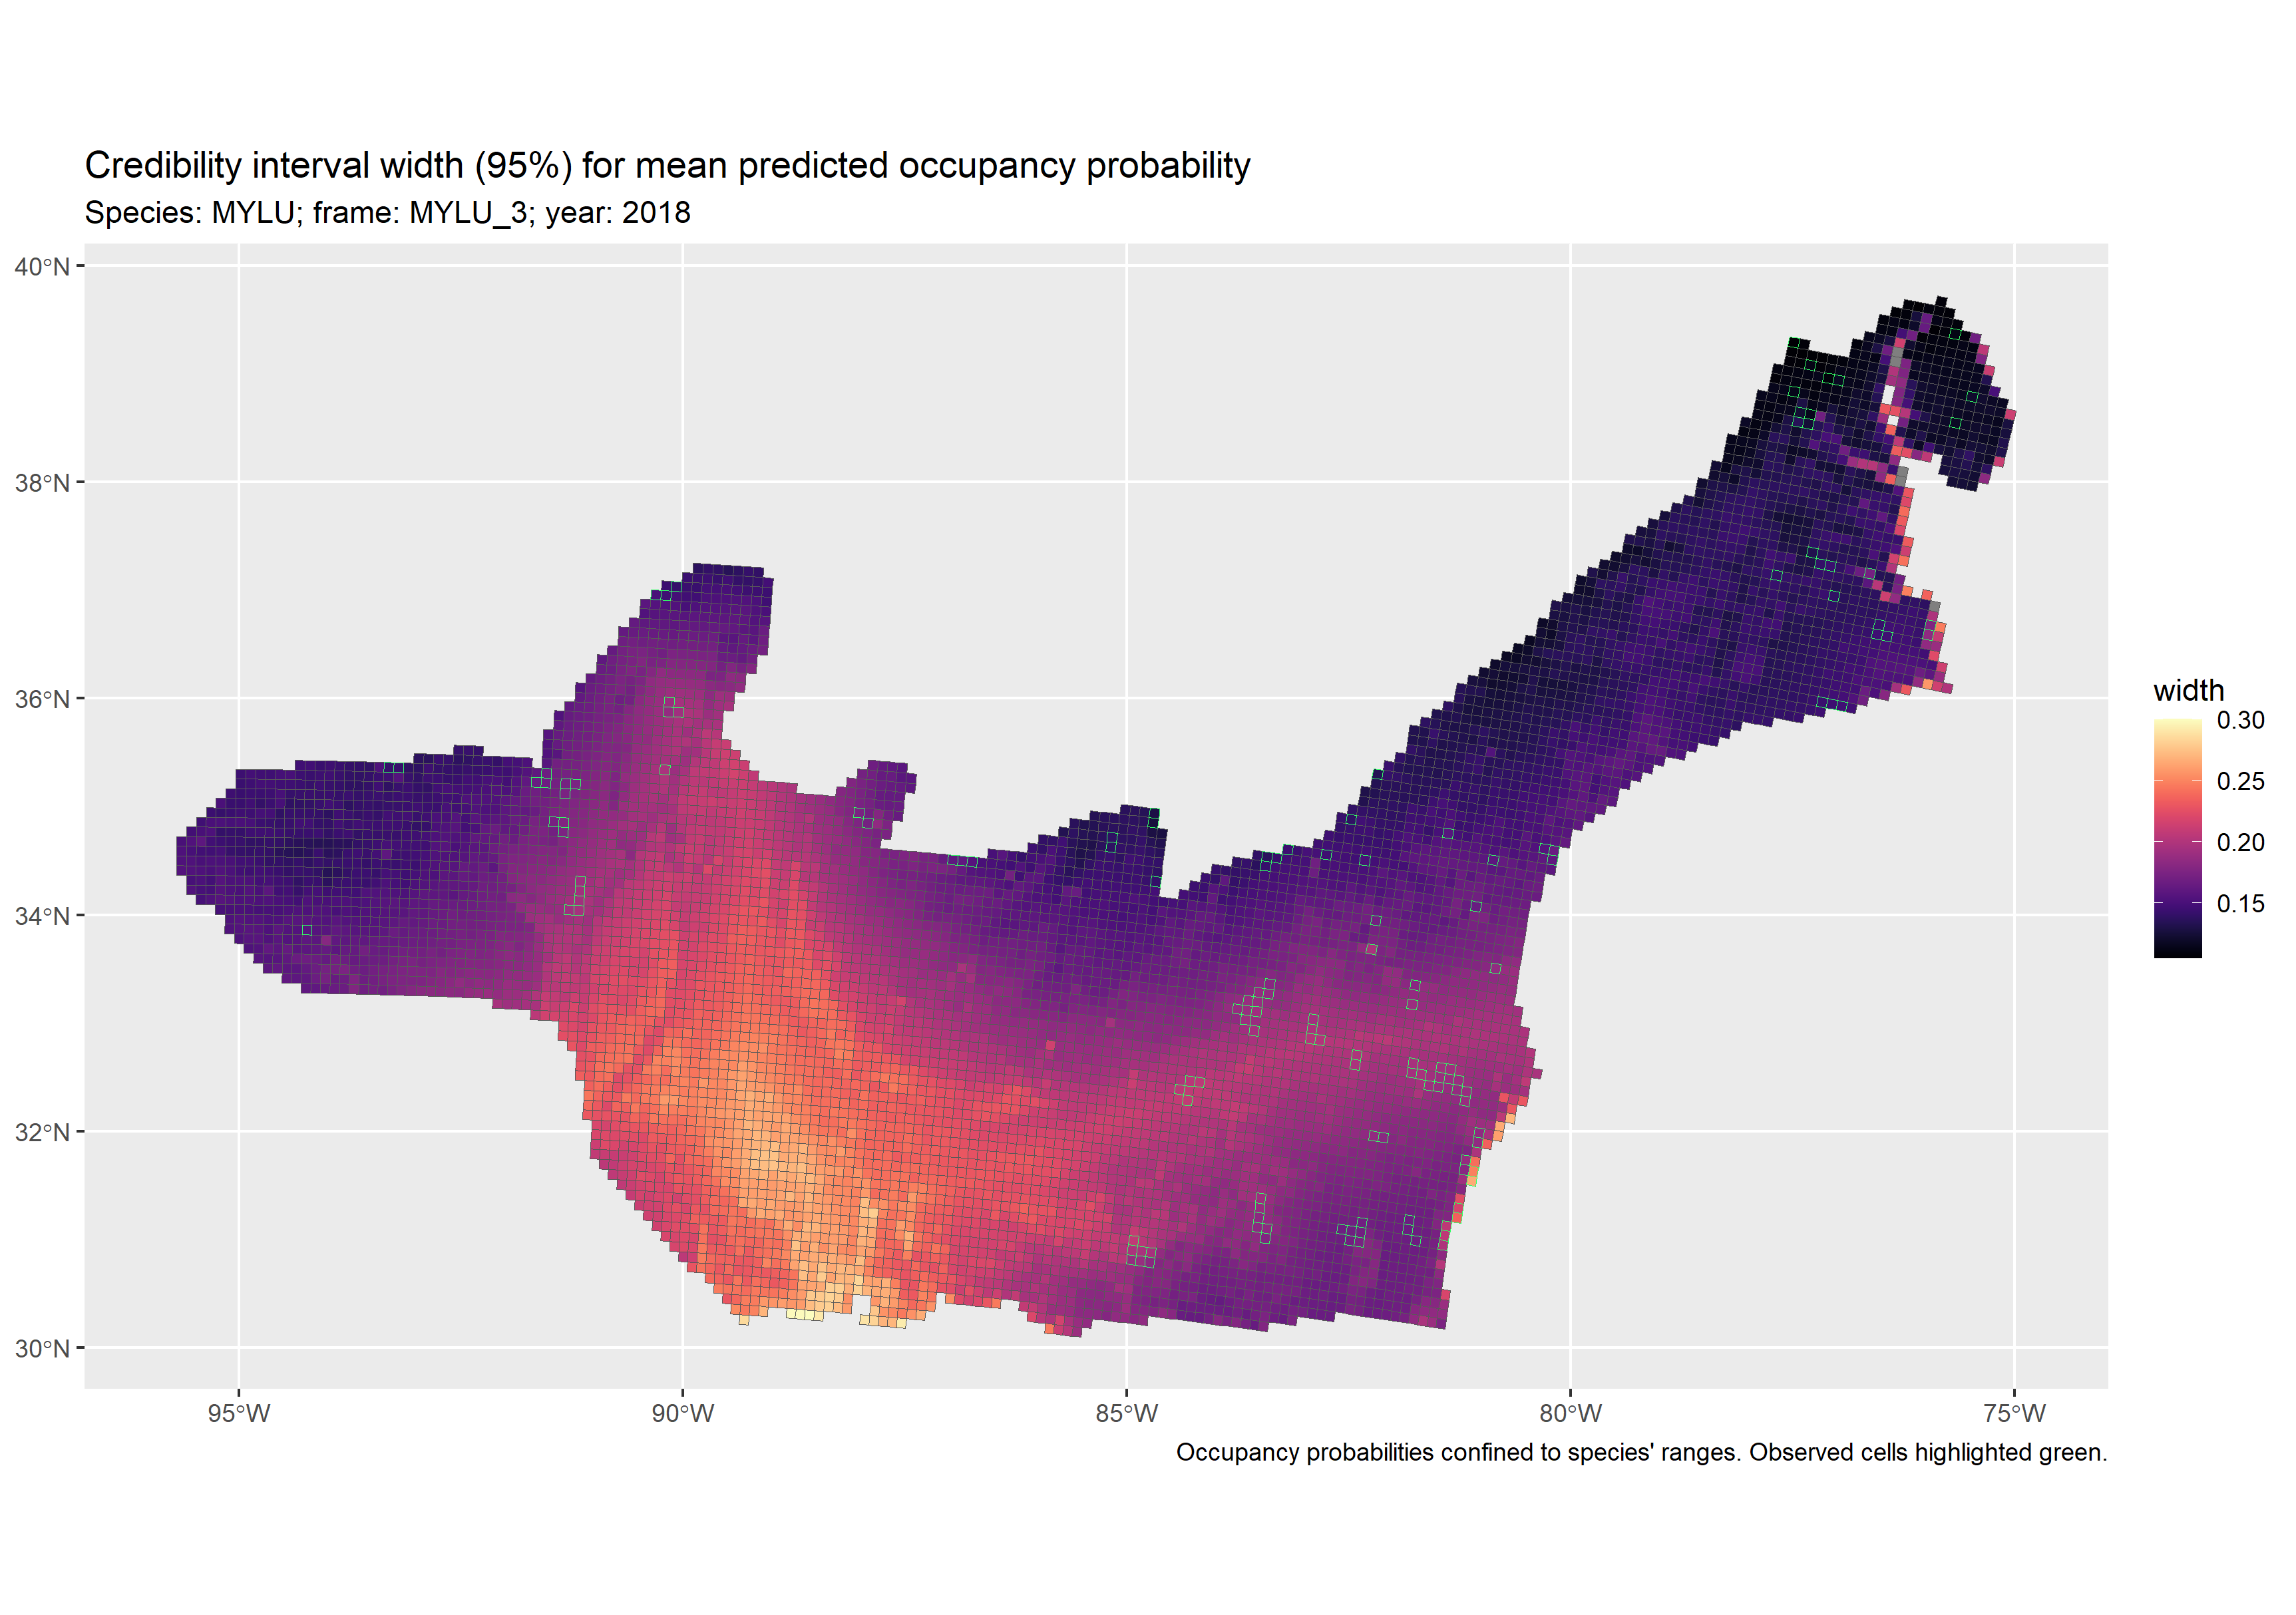 Credibility interval width (95%) for mean predicted occupancy probability
Species: MYLU; frame: MYLU_3; year: 2018
40°N
38°N
36°N
34°N
32°N
30°N
95°W
90°W
85°W
80°W
75°W
width
0.30
0.25
0.20
0.15
Occupancy probabilities confined to species' ranges. Observed cells highlighted green.